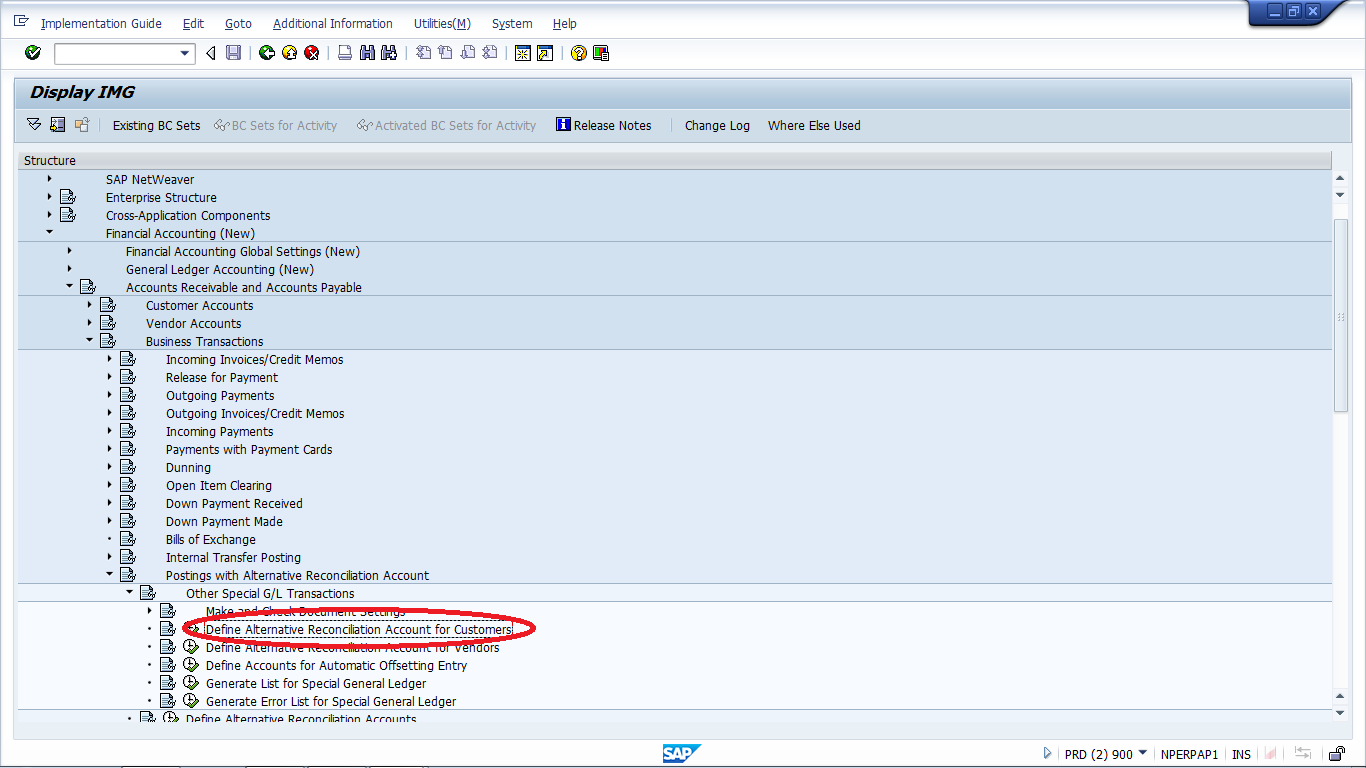 Implementation Guide Edit Goto Additional Information Utilities(M) System Help
Display IMG
Existing BC Sets BC Sets for Activity Activated BC Sets for Activity Release Notes Change Log Where Else Used
Structure
SAP NetWeaver
Enterprise Structure
Cross-Application Components
Financial Accounting (New)
Financial Accounting Global Settings (New)
General Ledger Accounting (New)
Accounts Receivable and Accounts Payable
Customer Accounts
Vendor Accounts
Business Transactions
Incoming Invoices/Credit Memos
Release for Payment
Outgoing Payments
Outgoing Invoices/Credit Memos
Incoming Payments
Payments with Payment Cards
Dunning
Open Item Clearing
Down Payment Received
Down Payment Made
Bills of Exchange
Internal Transfer Posting
Postings with Alternative Reconciliation Account
Other Special G/L Transactions
Make and Check Document Settings
Define Alternative Reconciliation Account for Customers
Define Alternative Reconciliation Account for Vendors
Define Accounts for Automatic Offsetting Entry
Generate List for Special General Ledger
Generate Error List for Special General Ledger
Define Alternative Reconciliation Accounts
SAP PRD (2) 900 NPERPAP1 INS